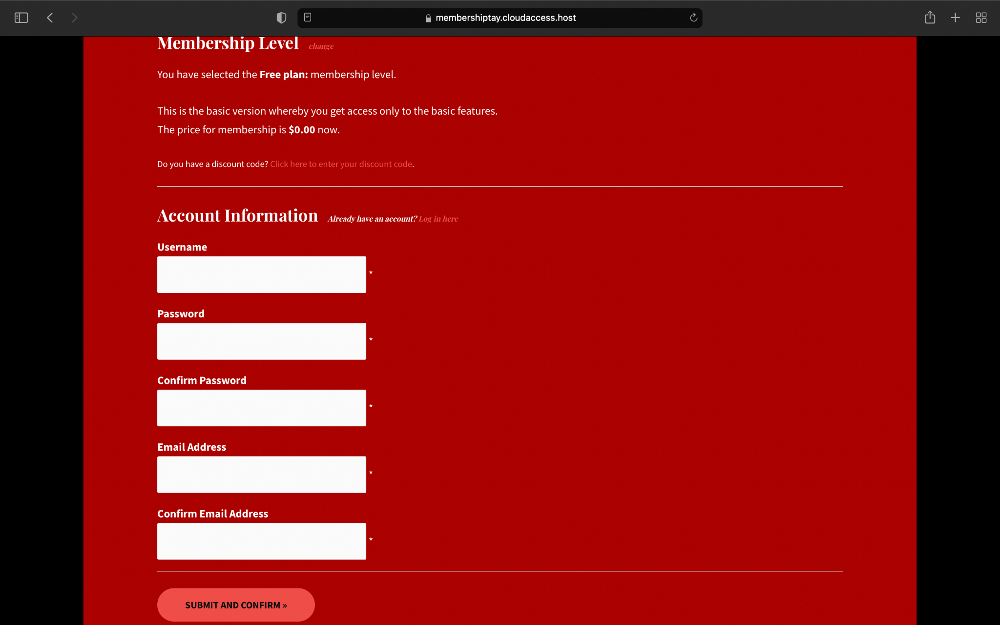 membershiptay.cloudaccess.host
Membership Level change
You have selected the Free plan: membership level.
This is the basic version whereby you get access only to the basic features.
The price for membership is $0.00 now.
Do you have a discount code? Click here to enter your discount code.
Account Information Already have an account? Log in here
Username
*
Password
*
Confirm Password
*
Email Address
*
Confirm Email Address
*
SUBMIT AND CONFIRM »